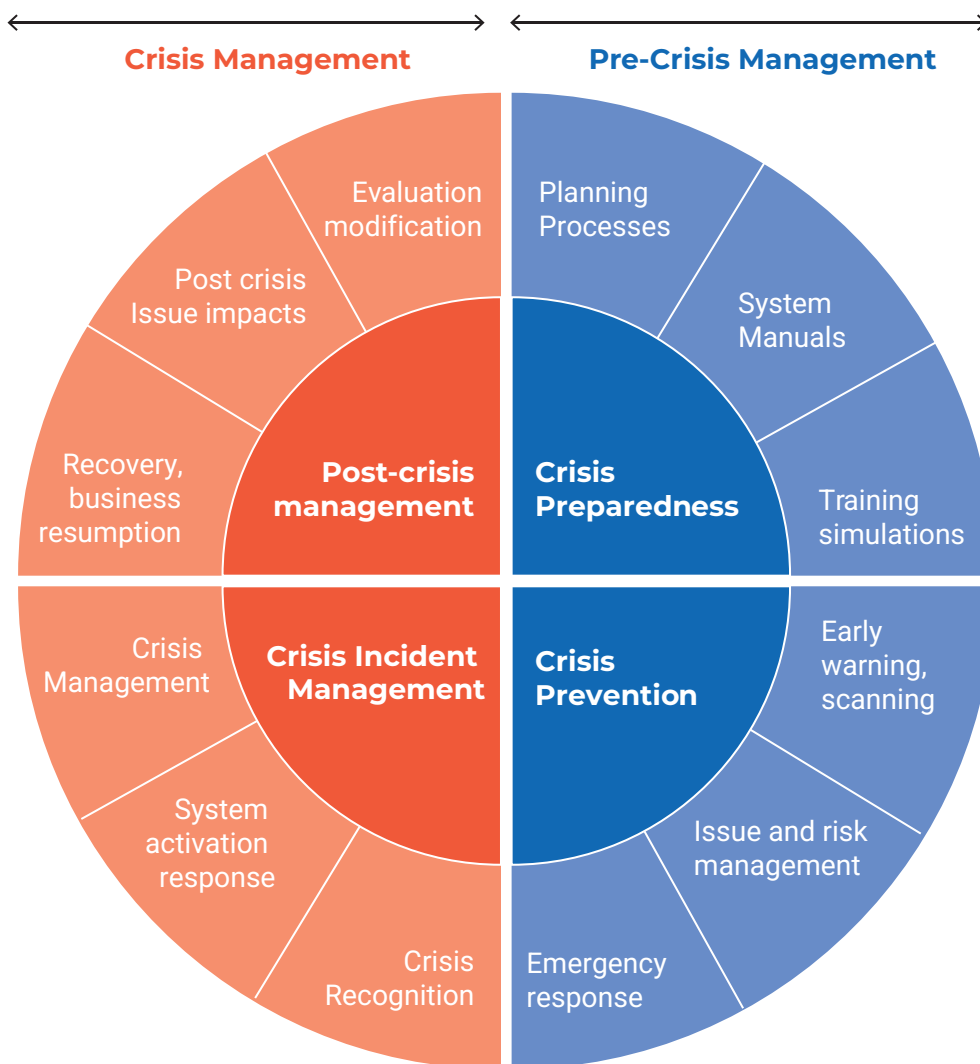 Crisis Management
Pre-Crisis Management
Evaluation
modification
Post crisis
Issue impacts
Recovery,
business
resumption
Post-crisis
management
Planning
Processes
System
Manuals
Training
simulations
Crisis
Preparedness
Crisis
Management
System
activation
response
Crisis
Recognition
Crisis Incident
Management
Crisis
Prevention
Early
warning,
scanning
Issue and risk
management
Emergency
response